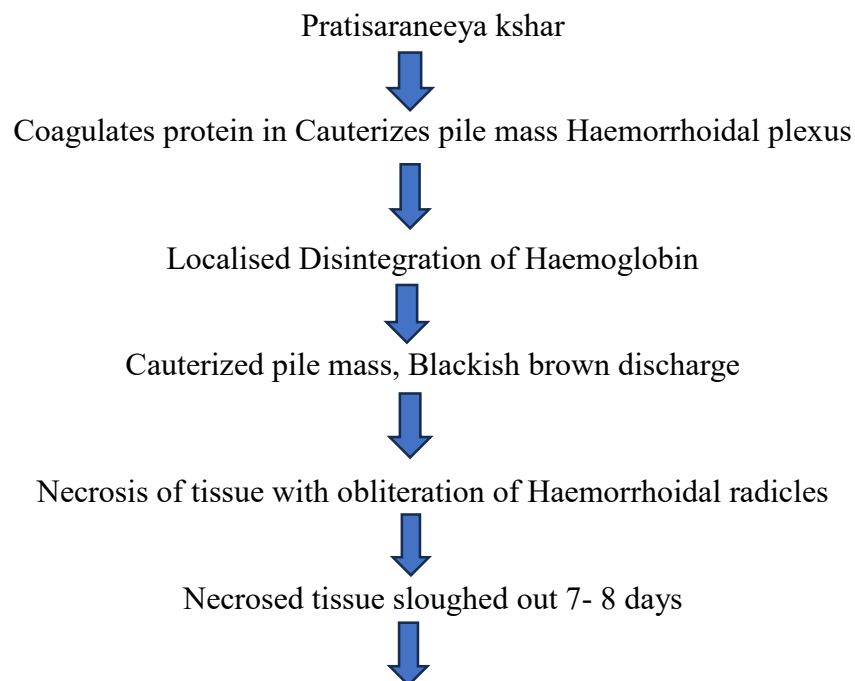 Pratisaraneeya kshar
Coagulates protein in Cauterizes pile mass Haemorrhoidal plexus
Localised Disintegration of Haemoglobin
Cauterized pile mass, Blackish brown discharge
Necrosis of tissue with obliteration of Haemorrhoidal radicles
Necrosed tissue sloughed out 7- 8 days